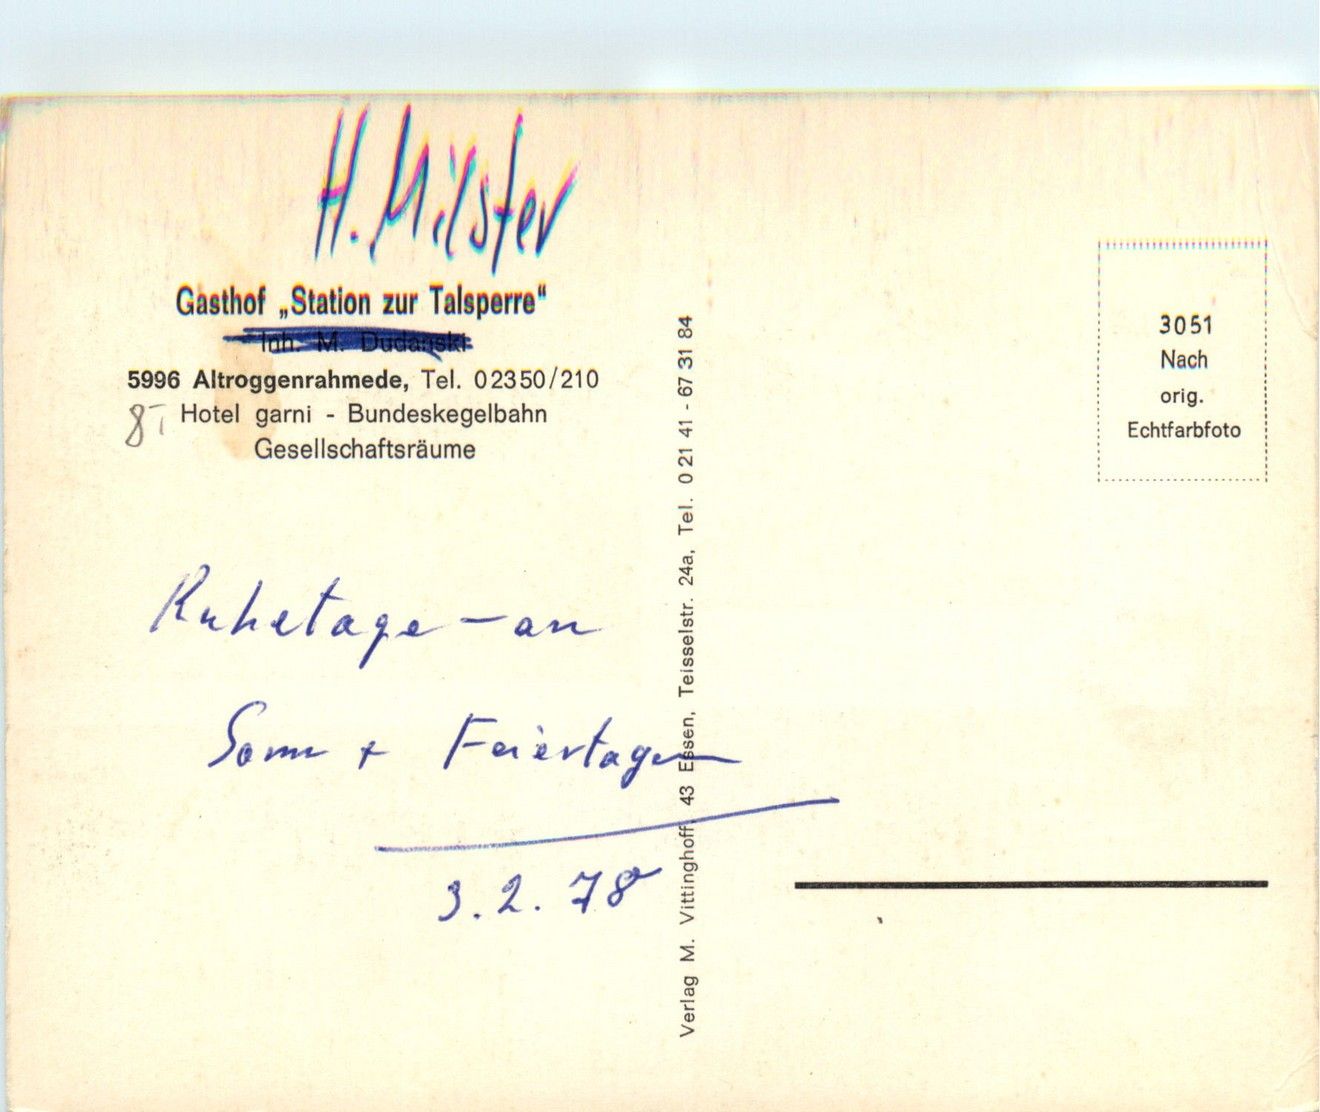 H. Milster
Gasthof „Station zur Talsperre“
Inh. M. Dudanski
5996 Altroggenrahmede, Tel. 02350/210
Hotel garni - Bundeskegelbahn
Gesellschaftsräume
Ruhetage - an
Sonn + Feiertagen
3.2.78
Verlag M. Vittinghoff, 43 Essen, Teisselstr. 24a, Tel. 0 21 41 - 67 31 84
3051
Nach
orig.
Echtfarbfoto